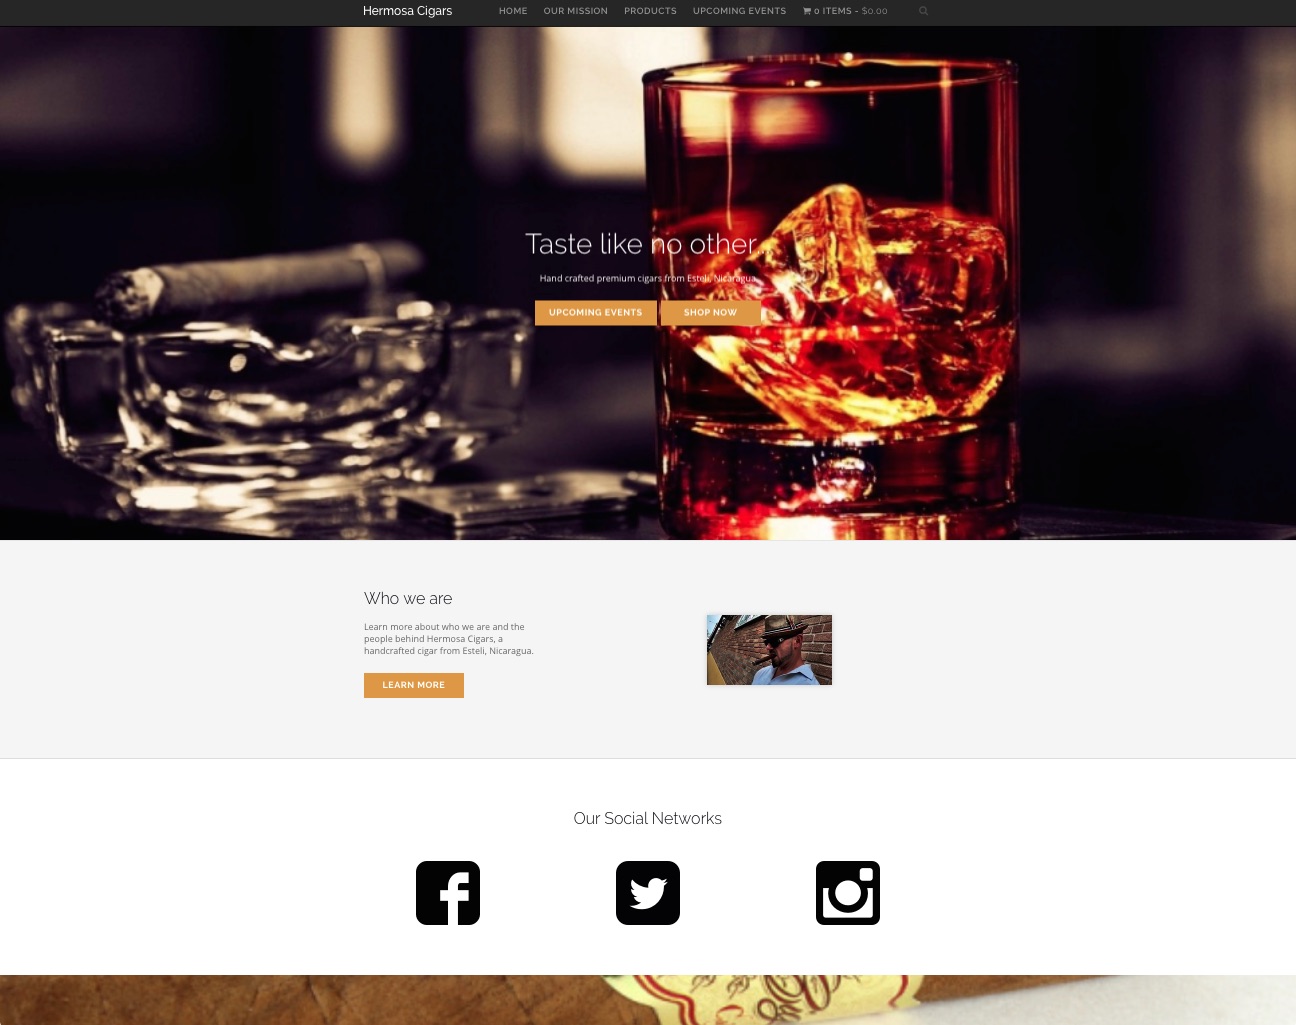 Hermosa Cigars
HOME OUR MISSION PRODUCTS UPCOMING EVENTS 0 ITEMS - $0.00
Taste like no other...
Hand crafted premium cigars from Esteli, Nicaragua.
UPCOMING EVENTS SHOP NOW
Who we are
Learn more about who we are and the
people behind Hermosa Cigars, a
handcrafted cigar from Esteli, Nicaragua.
LEARN MORE
Our Social Networks